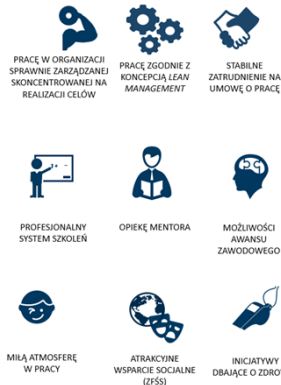 PRACĘ W ORGANIZACJI
SPRAWNIE ZARZĄDZANEJ
SKONCENTROWANEJ NA
REALIZACJI CELÓW
PRACĘ ZGODNIE Z
KONCEPCJĄ LEAN
MANAGEMENT
STABILNE
ZATRUDNIENIE NA
UMOWĘ O PRACĘ
PROFESJONALNY
SYSTEM SZKOLEŃ
OPIEKĘ MENTORA
MOŻLIWOŚCI
AWANSU
ZAWODOWEGO
MIŁĄ ATMOSFERĘ
W PRACY
ATRAKCYJNE
WSPARCIE SOCJALNE
(ZFŚS)
INICJATYWY
DBAJĄCE O